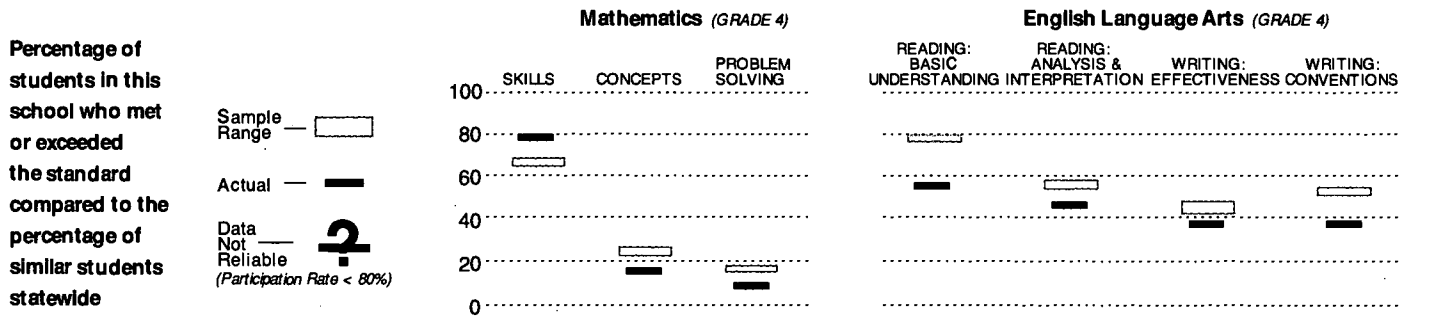 Mathematics (GRADE 4)
English Language Arts (GRADE 4)
Percentage of
students in this
school who met
or exceeded
the standard
compared to the
percentage of
similar students
statewide
Sample
Range
Actual
Data
Not
Reliable
?
(Participation Rate < 80%)
SKILLS
CONCEPTS
PROBLEM
SOLVING
READING:
BASIC
UNDERSTANDING
READING:
ANALYSIS &
INTERPRETATION
WRITING:
EFFECTIVENESS
WRITING:
CONVENTIONS
100
80
60
40
20
0